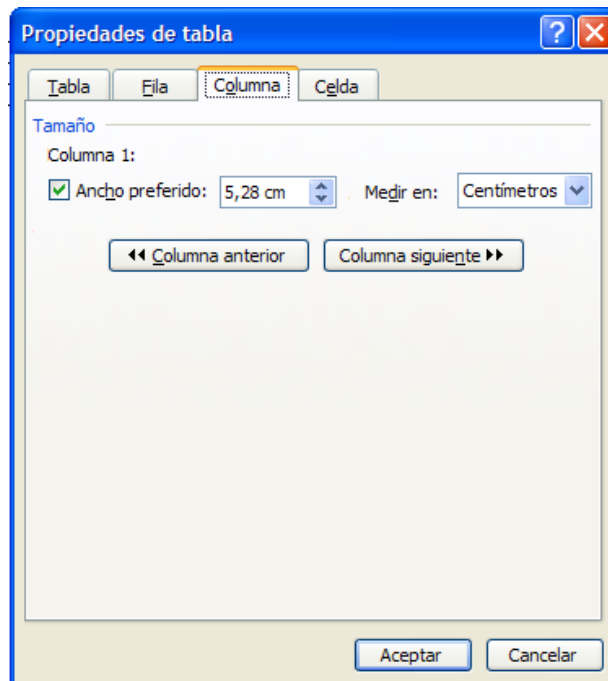 Propiedades de tabla
Tabla Fila Columna Celda
Tamaño
Columna 1:
Ancho preferido: 5,28 cm Medir en: Centímetros
Columna anterior Columna siguiente
Aceptar Cancelar